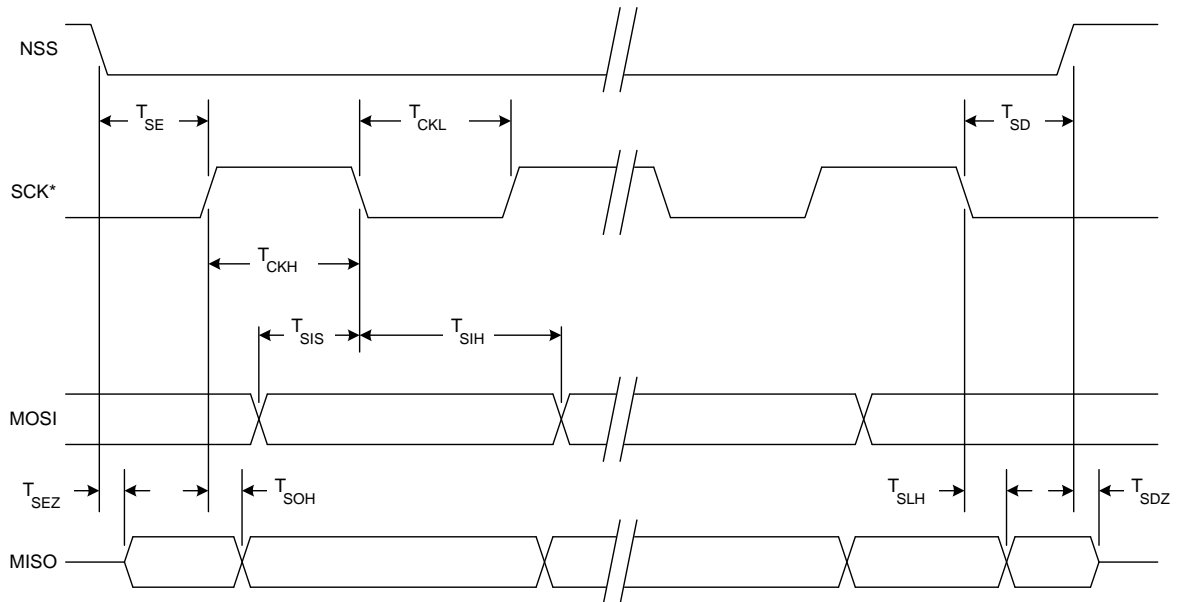 NSS
T_SE
T_CKL
T_SD
SCK*
T_CKH
T_SIS
T_SIH
MOSI
T_SEZ
T_SOH
T_SLH
T_SDZ
MISO